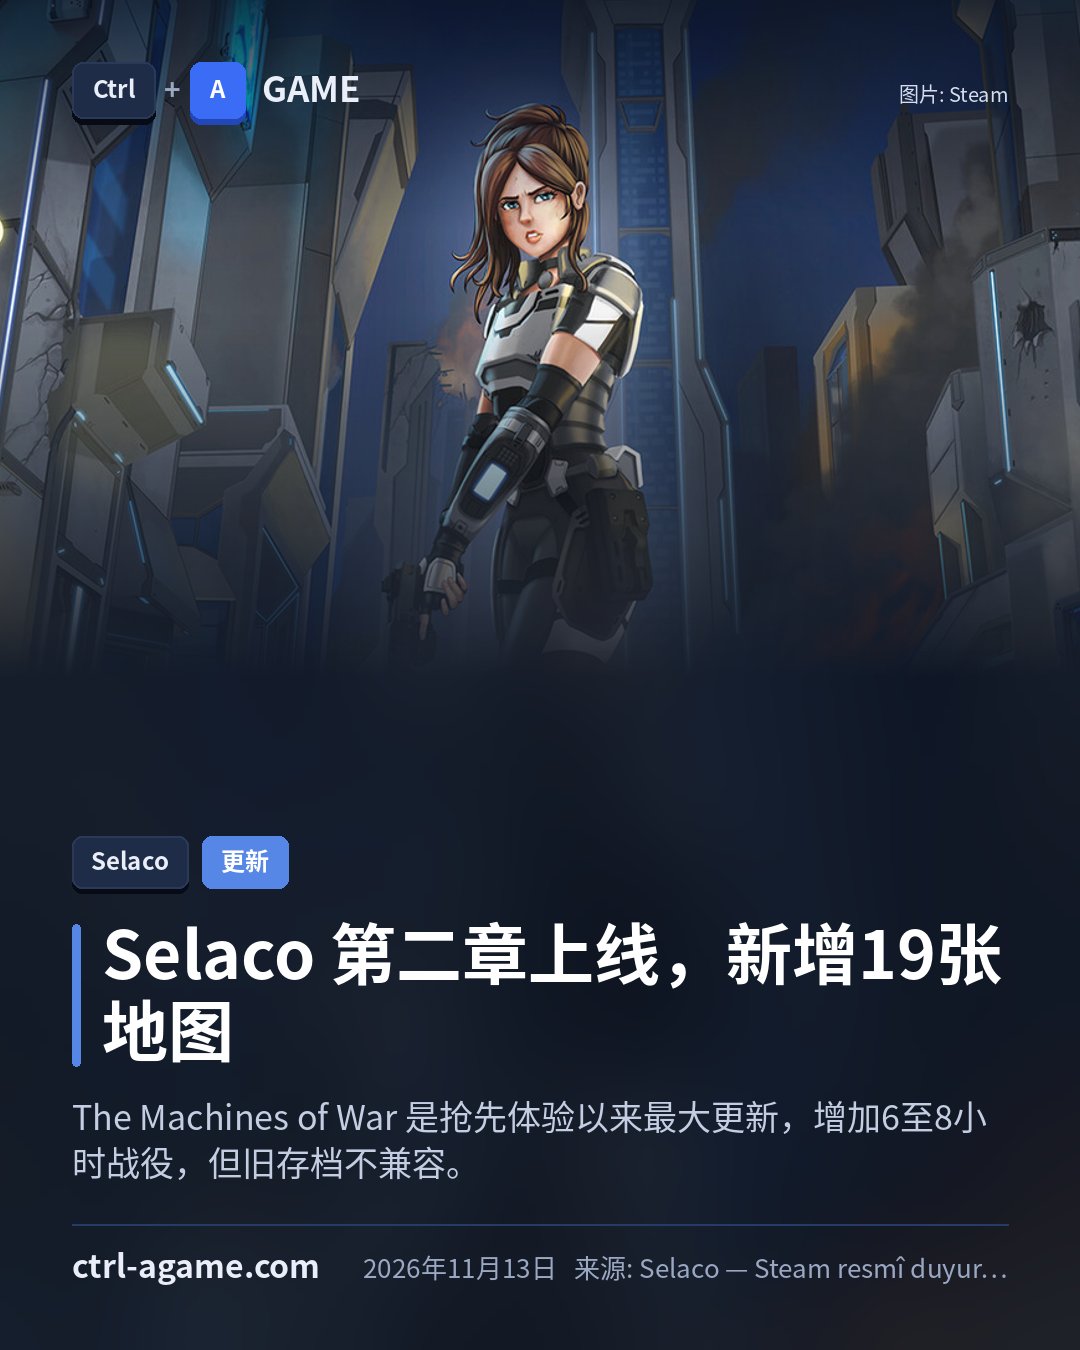 Ctrl + A GAME
图片: Steam
Selaco 更新
Selaco 第二章上线，新增19张
地图
The Machines of War 是抢先体验以来最大更新，增加6至8小
时战役，但旧存档不兼容。
ctrl-agame.com 2026年11月13日 来源: Selaco — Steam resmî duyur…